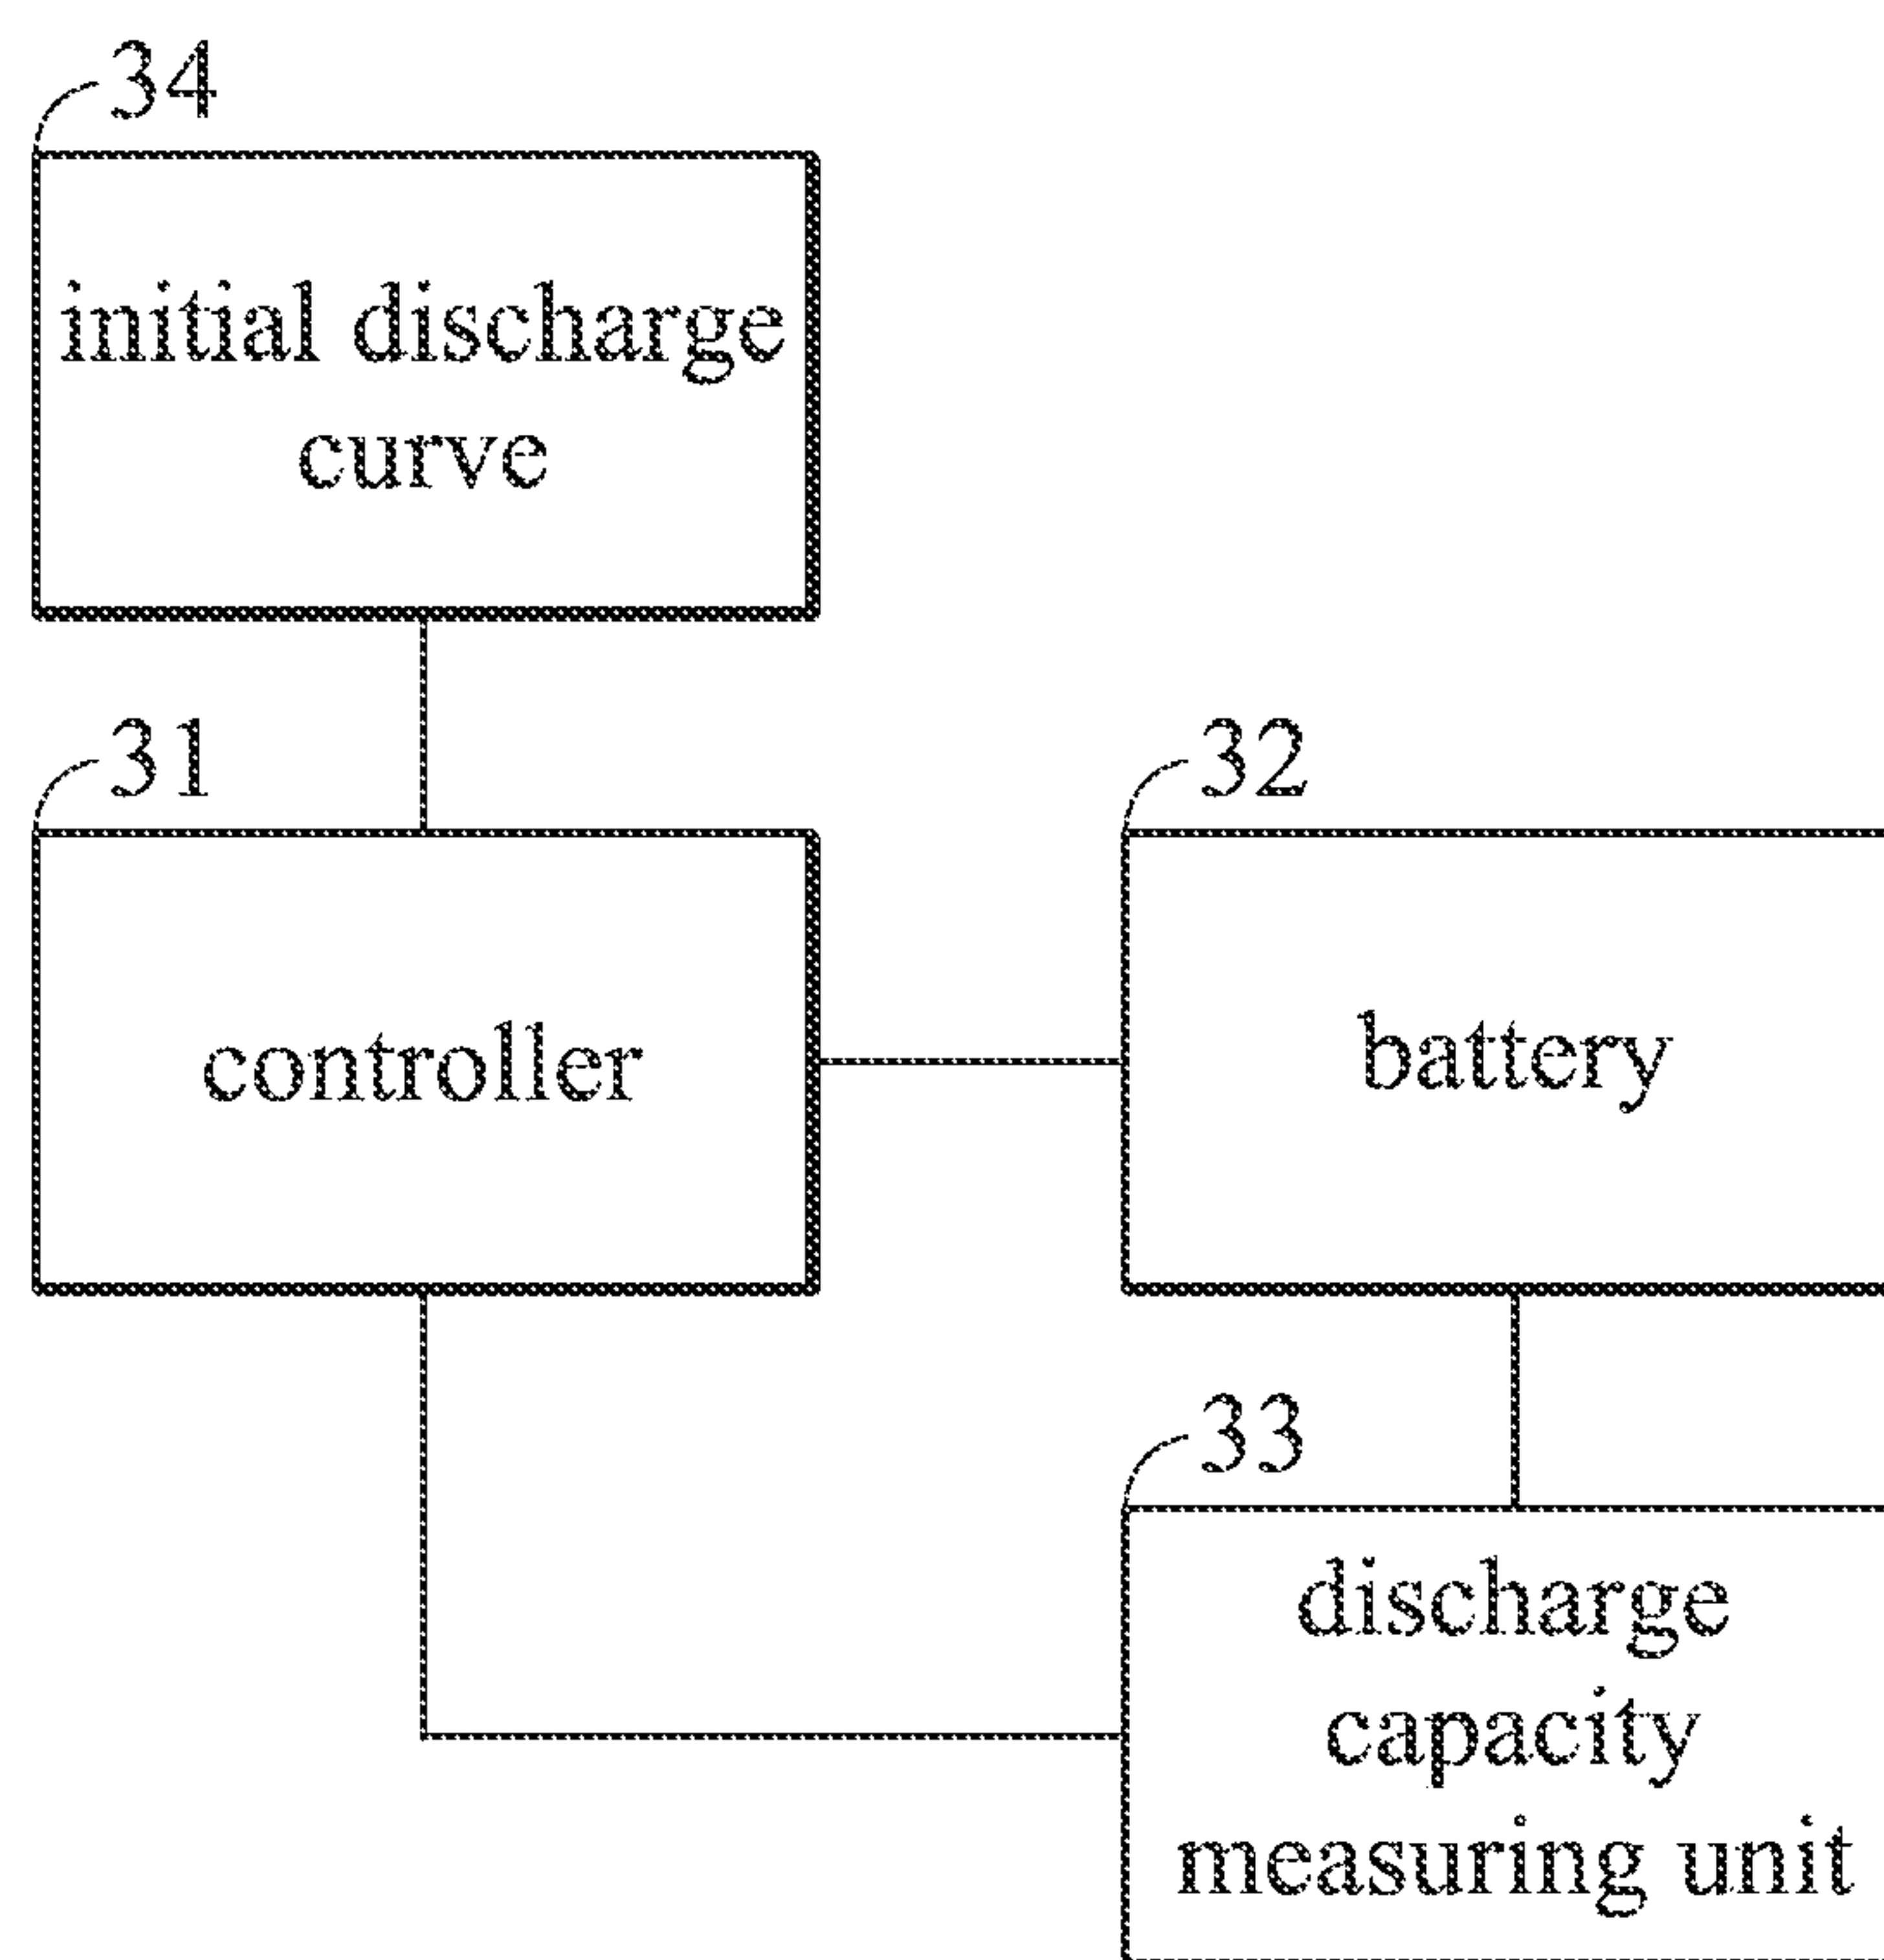 34
initial discharge
curve
31
controller
32
battery
33
discharge
capacity
measuring unit